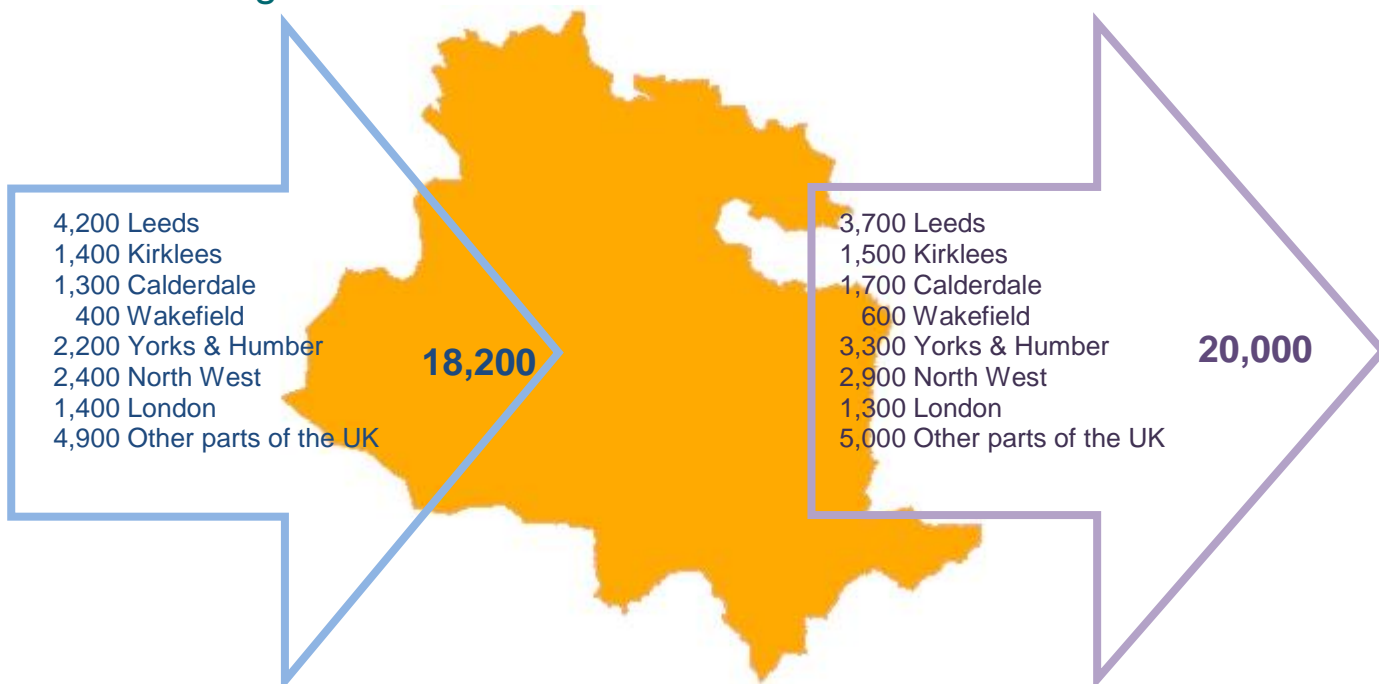 4,200 Leeds
1,400 Kirklees
1,300 Calderdale
400 Wakefield
2,200 Yorks & Humber
2,400 North West
1,400 London
4,900 Other parts of the UK
18,200
3,700 Leeds
1,500 Kirklees
1,700 Calderdale
600 Wakefield
3,300 Yorks & Humber
2,900 North West
1,300 London
5,000 Other parts of the UK
20,000